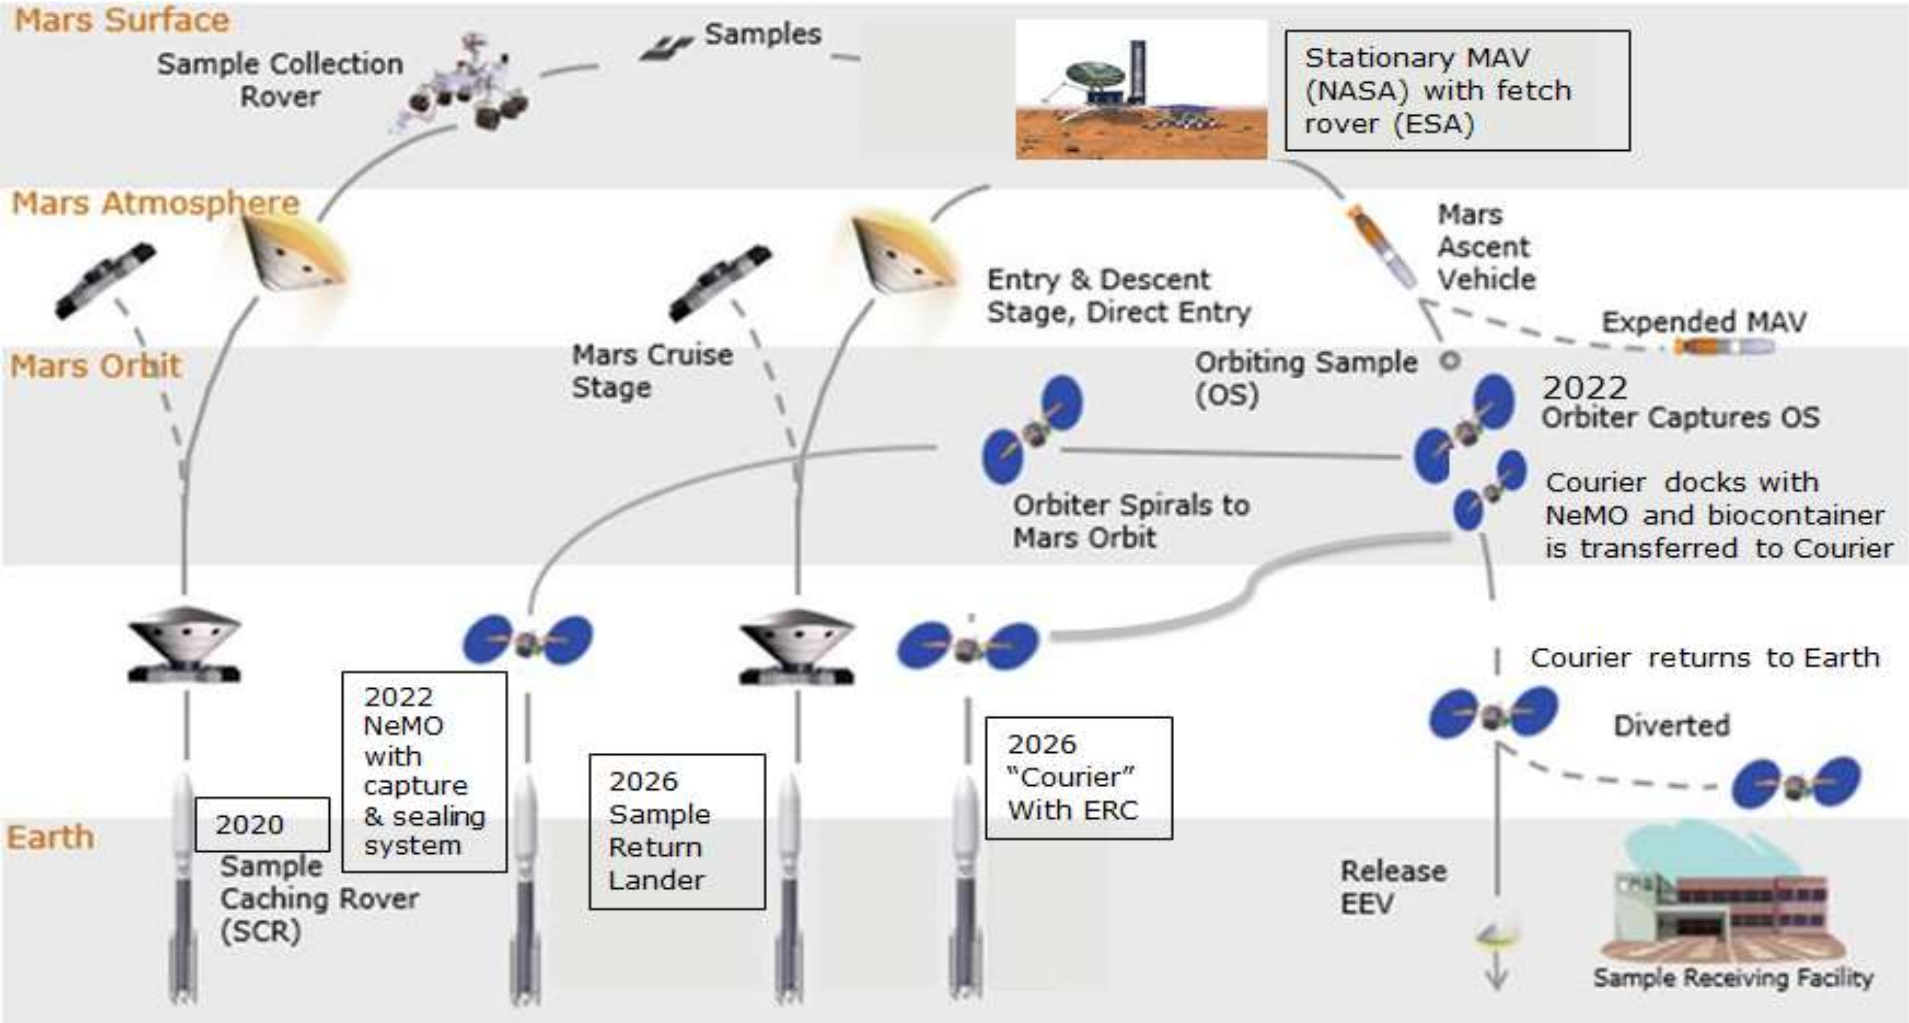 Mars Surface
Sample Collection
Rover
Samples
Stationary MAV
(NASA) with fetch
rover (ESA)
Mars Atmosphere
Mars
Ascent
Vehicle
Entry & Descent
Stage, Direct Entry
Expended MAV
Mars Orbit
Mars Cruise
Stage
Orbiting Sample
(OS)
2022
Orbiter Captures OS
Orbiter Spirals to
Mars Orbit
Courier docks with
NeMO and biocontainer
is transferred to Courier
Courier returns to Earth
Diverted
2022
NeMO
with
capture
& sealing
system
2026
Sample
Return
Lander
2026
“Courier”
With ERC
2020
Earth
Sample
Caching Rover
(SCR)
Release
EEV
Sample Receiving Facility